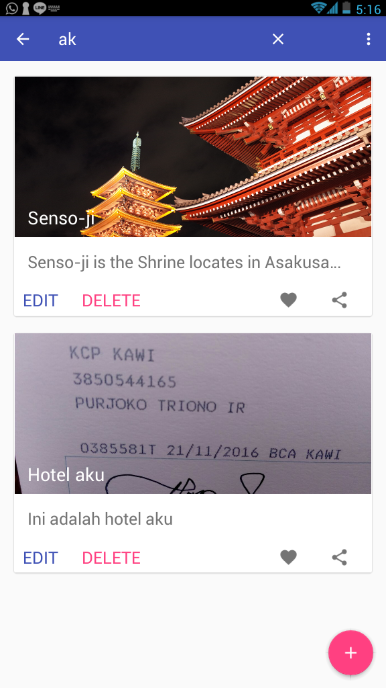 5:16
ak
Senso-ji
Senso-ji is the Shrine locates in Asakusa...
EDIT DELETE
KCP KAWI
3850544165
PURJOKO TRIONO IR
0385581T 21/11/2016 BCA KAWI
Hotel aku
Ini adalah hotel aku
EDIT DELETE